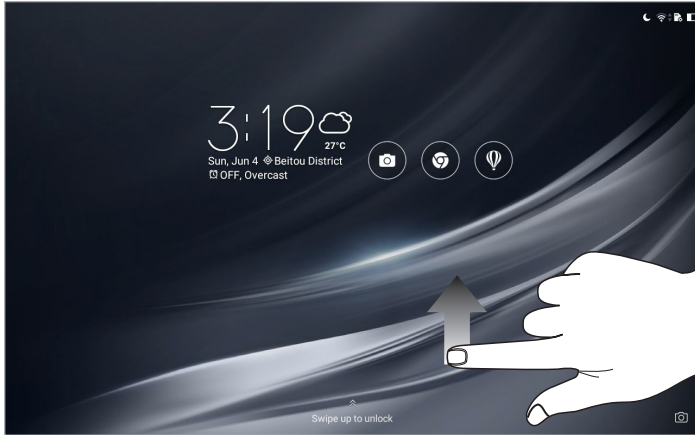 3:19
27°C
Sun, Jun 4 Beitou District
OFF, Overcast
Swipe up to unlock